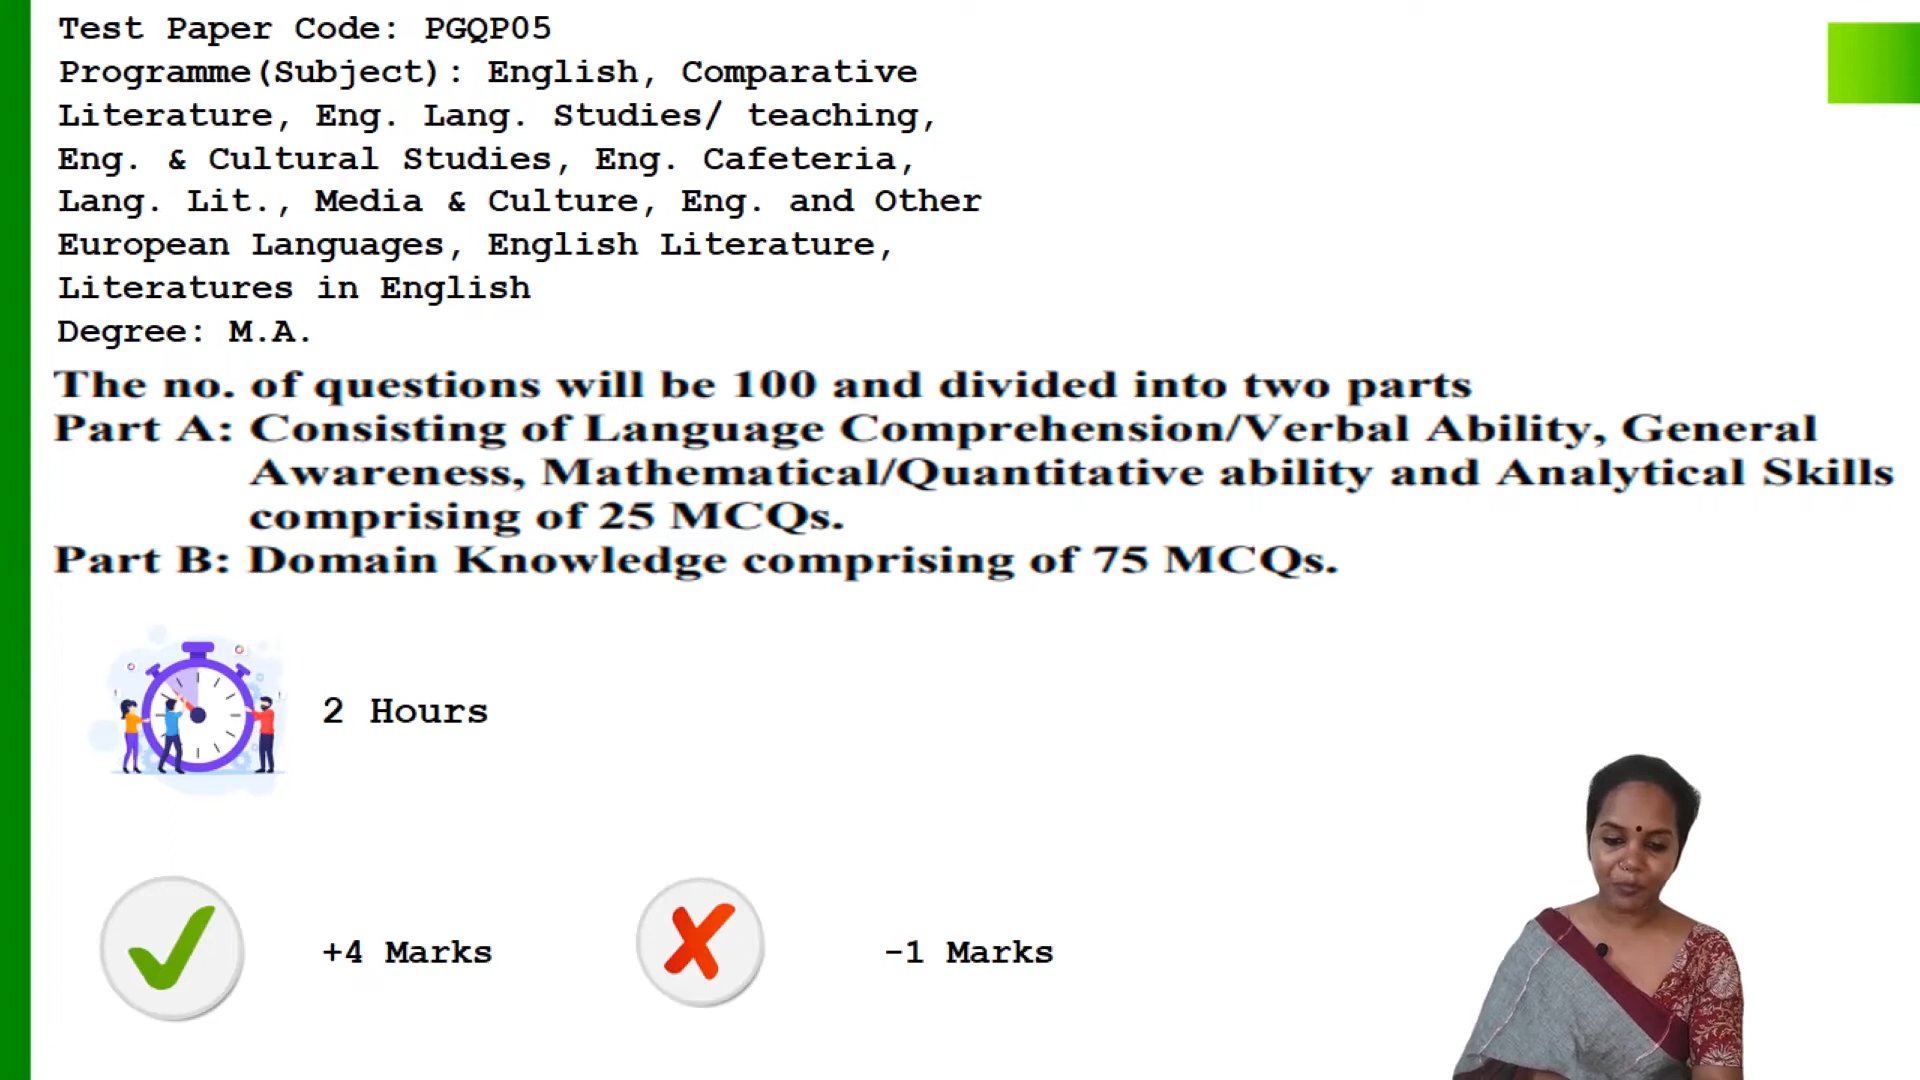 Test Paper Code: PGQP05
Programme(Subject): English, Comparative
Literature, Eng. Lang. Studies/ teaching,
Eng. & Cultural Studies, Eng. Cafeteria,
Lang. Lit., Media & Culture, Eng. and Other
European Languages, English Literature,
Literatures in English
Degree: M.A.
The no. of questions will be 100 and divided into two parts
Part A: Consisting of Language Comprehension/Verbal Ability, General
Awareness, Mathematical/Quantitative ability and Analytical Skills
comprising of 25 MCQs.
Part B: Domain Knowledge comprising of 75 MCQs.
2 Hours
+4 Marks
-1 Marks